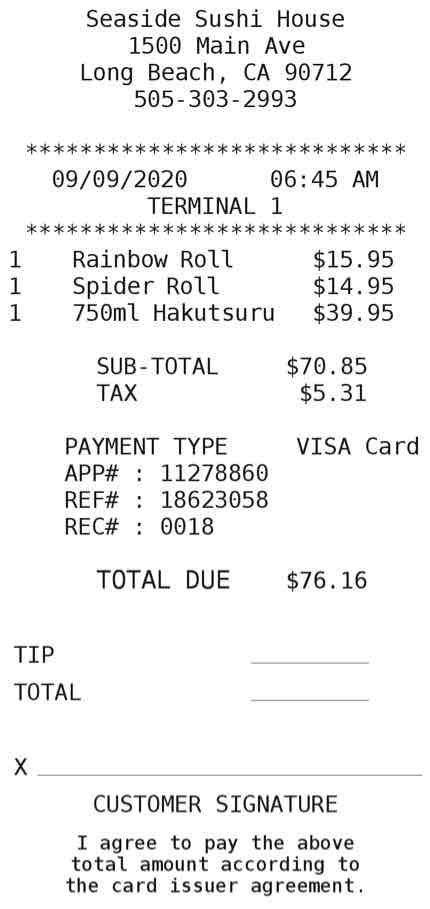 Seaside Sushi House
1500 Main Ave
Long Beach, CA 90712
505-303-2993
****************************
09/09/2020 06:45 AM
TERMINAL 1
****************************
1 Rainbow Roll $15.95
1 Spider Roll $14.95
1 750ml Hakutsuru $39.95
SUB-TOTAL $70.85
TAX $5.31
PAYMENT TYPE VISA Card
APP# : 11278860
REF# : 18623058
REC# : 0018
TOTAL DUE $76.16
TIP
TOTAL
X
CUSTOMER SIGNATURE
I agree to pay the above
total amount according to
the card issuer agreement.